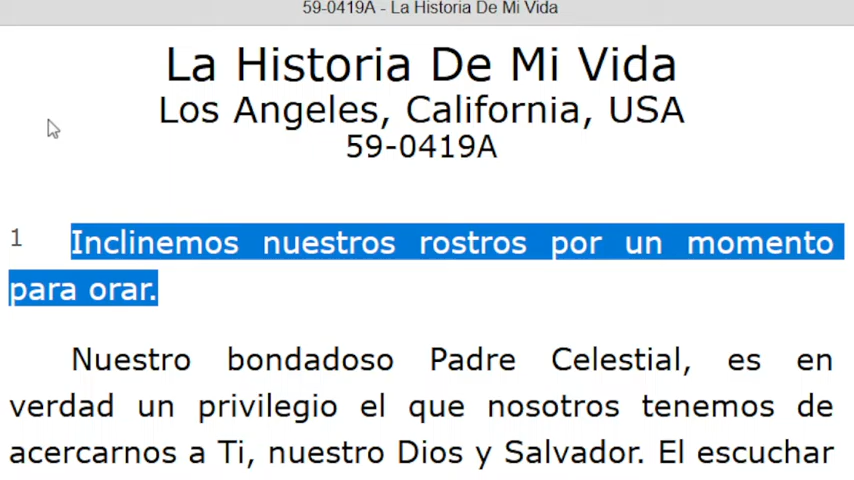 59-0419A - La Historia De Mi Vida
La Historia De Mi Vida
Los Angeles, California, USA
59-0419A
1 Inclinemos nuestros rostros por un momento
para orar.
Nuestro bondadoso Padre Celestial, es en
verdad un privilegio el que nosotros tenemos de
acercarnos a Ti, nuestro Dios y Salvador. El escuchar